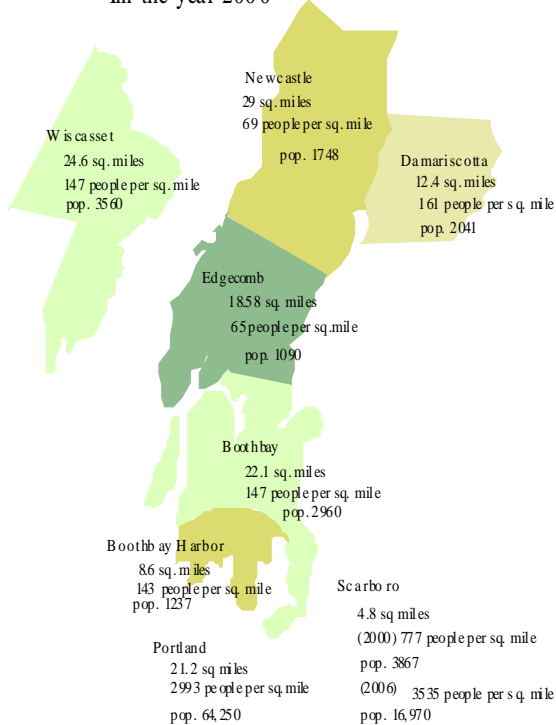 In the year 2000
Newcastle
29 sq. miles
69 people per sq. mile
pop. 1748
Wiscasset
24.6 sq. miles
147 people per sq. mile
pop. 3560
Damariscotta
12.4 sq. miles
161 people per sq. mile
pop. 2041
Edgecomb
18.58 sq. miles
65 people per sq.mile
pop. 1090
Boothbay
22.1 sq. miles
147 people per sq. mile
pop. 2960
Boothbay Harbor
8.6 sq. miles
143 people per sq. mile
pop. 1237
Scarboro
4.8 sq miles
(2000) 777 people per sq. mile
pop. 3867
(2006) 3535 people per sq. mile
pop. 16,970
Portland
21.2 sq miles
2993 people per sq. mile
pop. 64,250